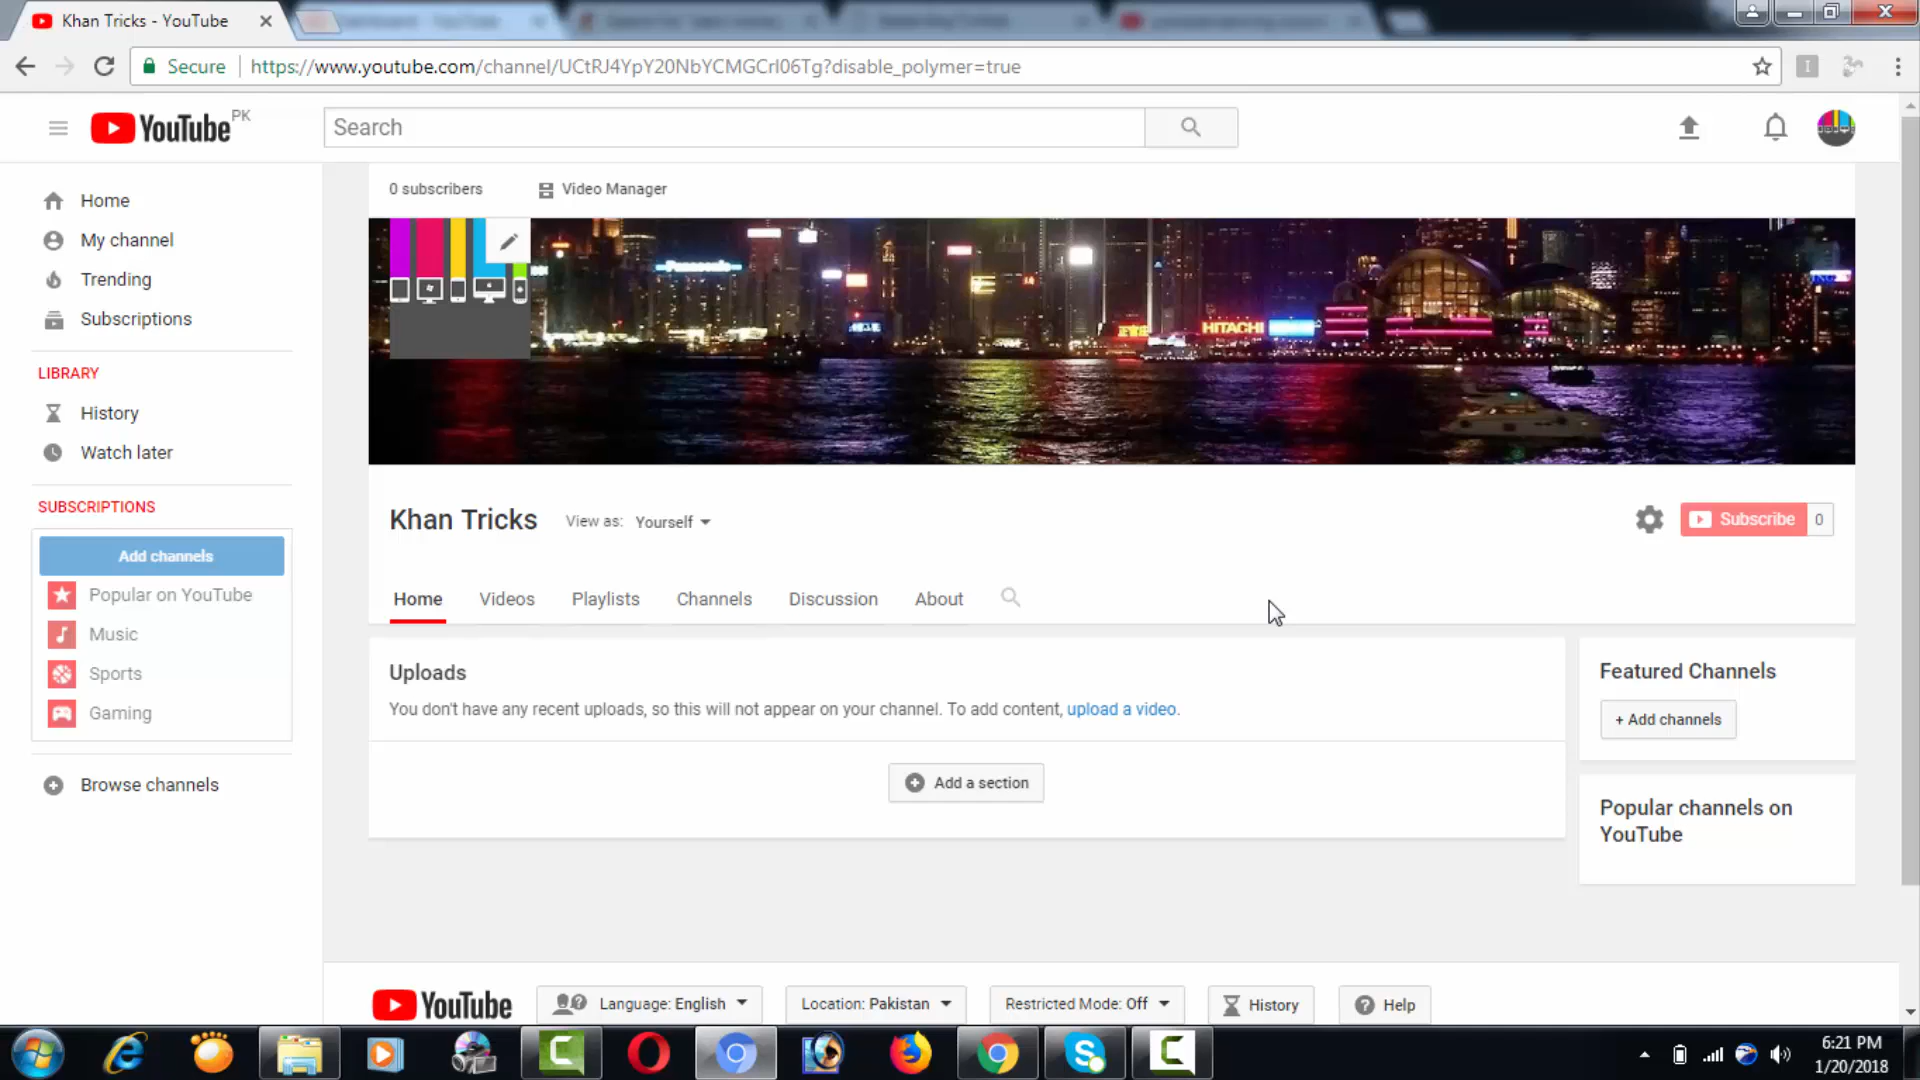 Khan Tricks - YouTube
Secure
https://www.youtube.com/channel/UCtRJ4YpY20NbYCMGCrl06Tg?disable_polymer=true
YouTube PK
Search
0 subscribers
Video Manager
Home
My channel
Trending
Subscriptions
LIBRARY
History
Watch later
SUBSCRIPTIONS
Add channels
Popular on YouTube
Music
Sports
Gaming
Browse channels
Panasonic
HITACHI
Khan Tricks
View as: Yourself
Subscribe 0
Home Videos Playlists Channels Discussion About
Uploads
You don't have any recent uploads, so this will not appear on your channel. To add content, upload a video.
Add a section
Featured Channels
+ Add channels
Popular channels on
YouTube
YouTube
Language: English
Location: Pakistan
Restricted Mode: Off
History
Help
6:21 PM
1/20/2018